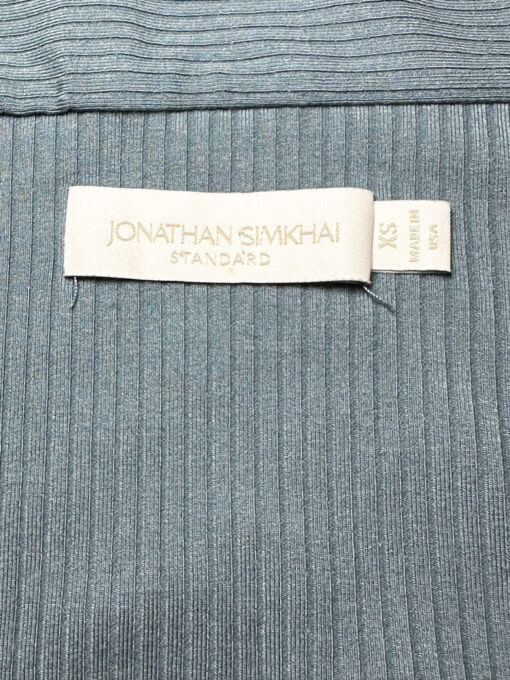 JONATHAN SIMKHAI
STANDARD
XS
MADE IN
USA